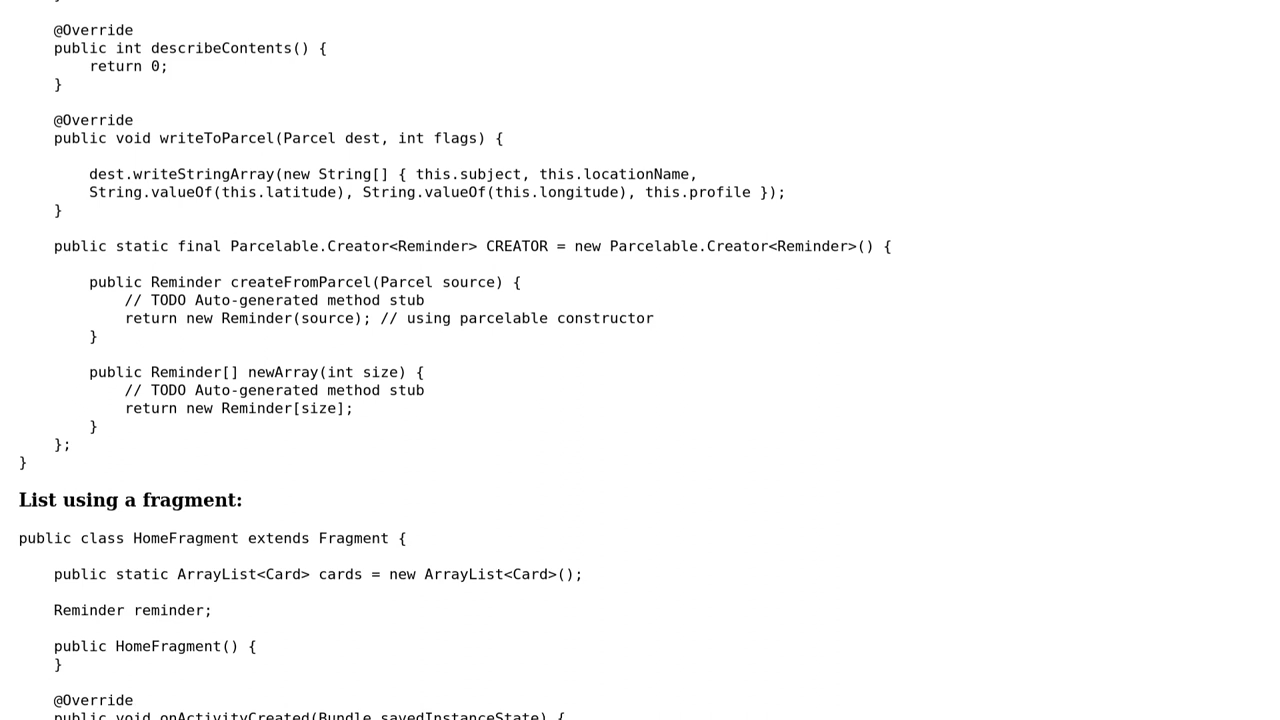 @Override
public int describeContents() {
return 0;
}
@Override
public void writeToParcel(Parcel dest, int flags) {
dest.writeStringArray(new String[] { this.subject, this.locationName,
String.valueOf(this.latitude), String.valueOf(this.longitude), this.profile });
}
public static final Parcelable.Creator<Reminder> CREATOR = new Parcelable.Creator<Reminder>() {
public Reminder createFromParcel(Parcel source) {
// TODO Auto-generated method stub
return new Reminder(source); // using parcelable constructor
}
public Reminder[] newArray(int size) {
// TODO Auto-generated method stub
return new Reminder[size];
}
};
}
List using a fragment:
public class HomeFragment extends Fragment {
public static ArrayList<Card> cards = new ArrayList<Card>();
Reminder reminder;
public HomeFragment() {
}
@Override
public void onActivityCreated(Bundle savedInstanceState) {